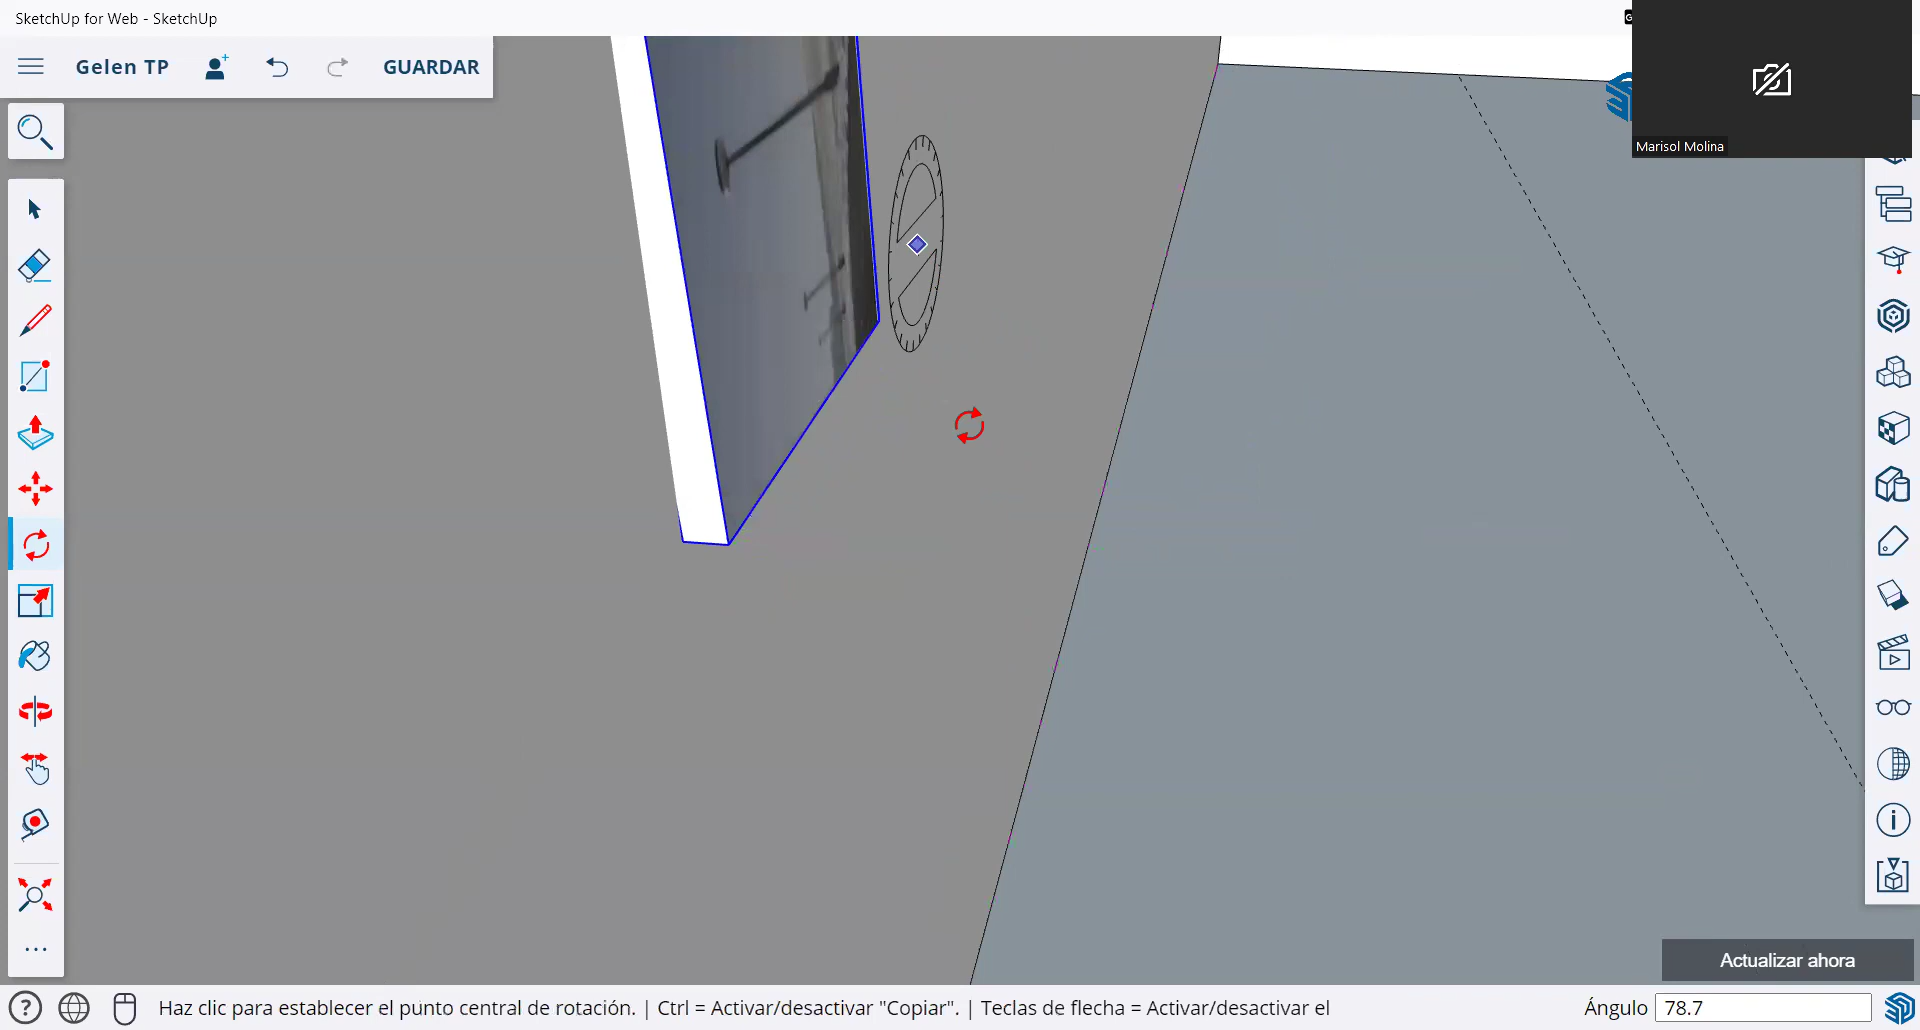 SketchUp for Web - SketchUp
Gelen TP
GUARDAR
Marisol Molina
Actualizar ahora
Haz clic para establecer el punto central de rotación. | Ctrl = Activar/desactivar "Copiar". | Teclas de flecha = Activar/desactivar el
Ángulo 78.7